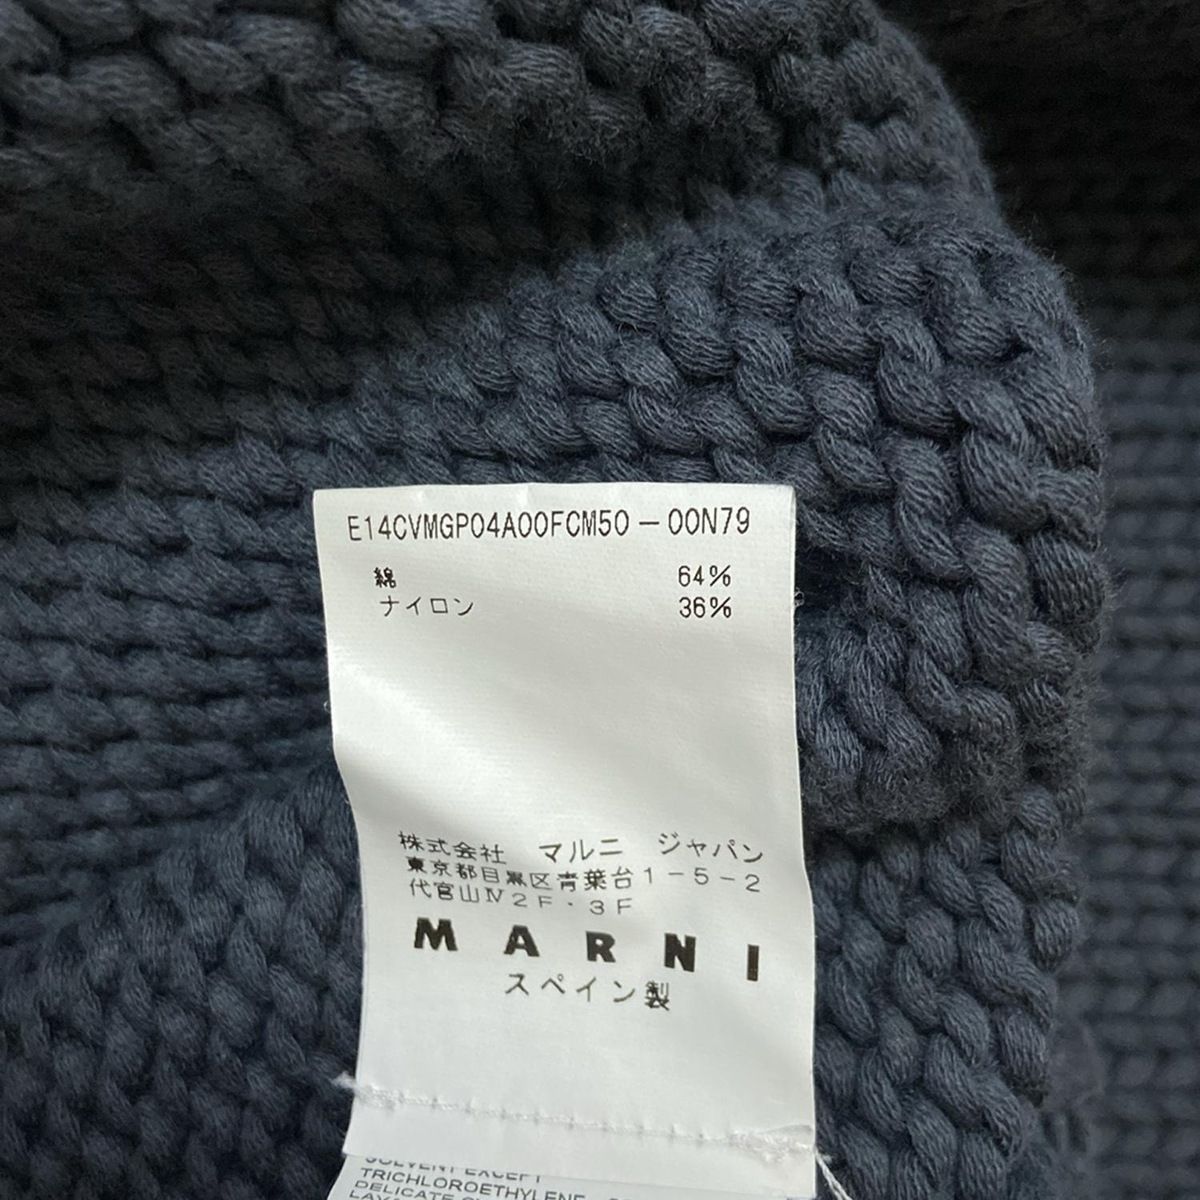 E14CVMGP04A00FCM50-00N79
綿 64%
ナイロン 36%
株式会社 マルニ ジャパン
東京都目黒区青葉台1-5-2
代官山Ⅳ2F・3F
MARNI
スペイン製
SOLVENT EXCEPT
TRICHLOROETHYLENE
DELICATE